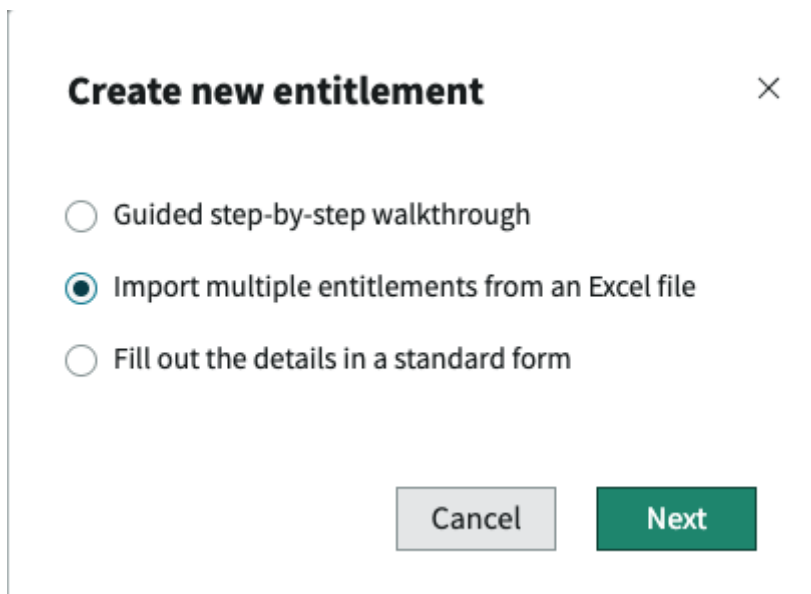 Create new entitlement
Guided step-by-step walkthrough
Import multiple entitlements from an Excel file
Fill out the details in a standard form
Cancel Next